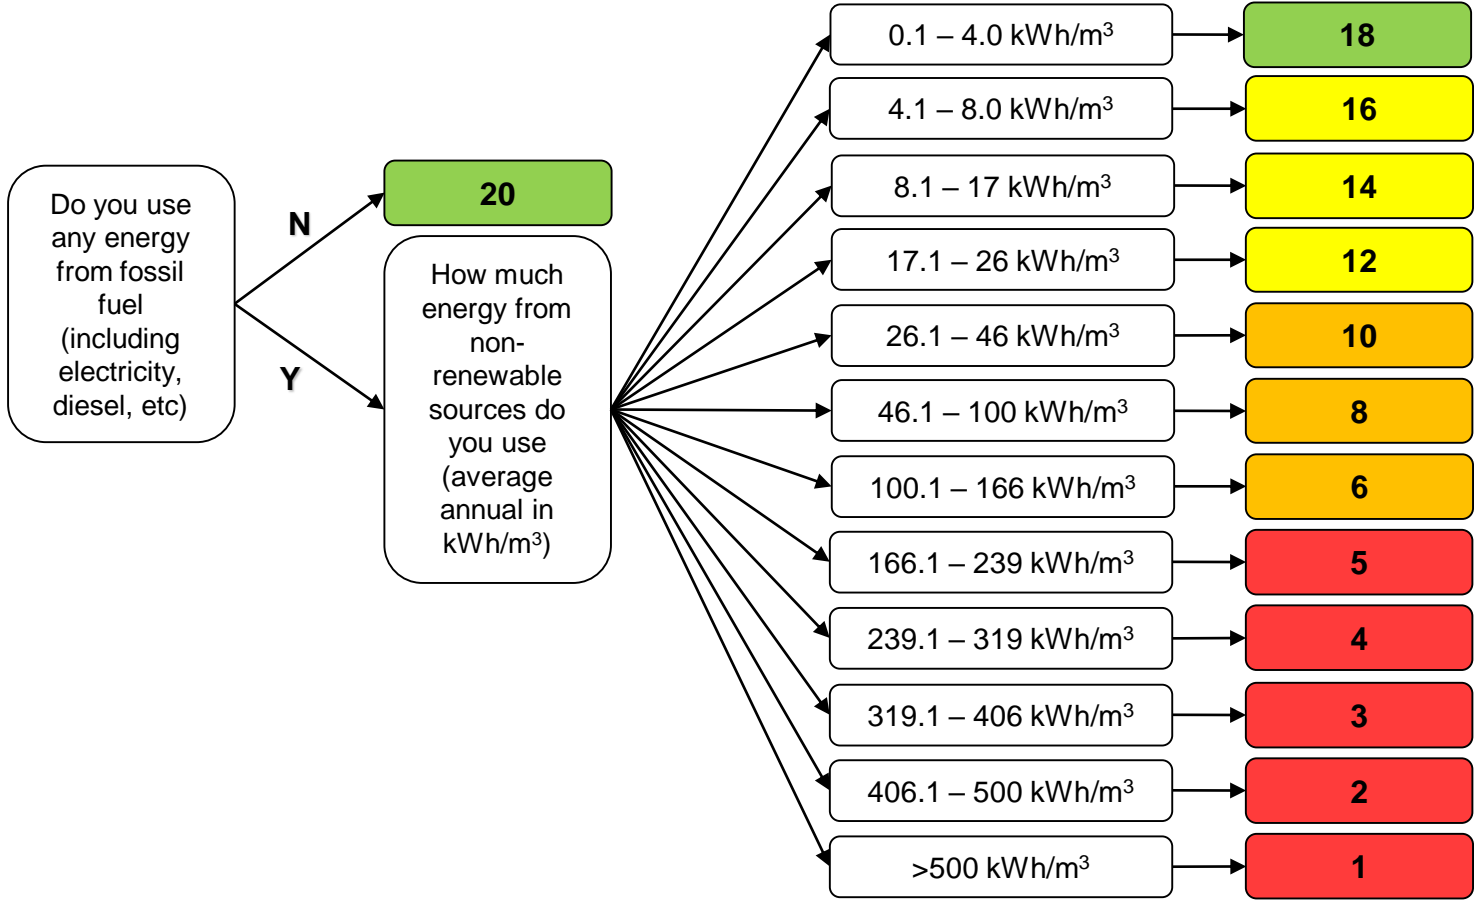 Do you use
any energy
from fossil
fuel
(including
electricity,
diesel, etc)
N
Y
20
How much
energy from
non-
renewable
sources do
you use
(average
annual in
kWh/m³)
0.1 – 4.0 kWh/m³
18
4.1 – 8.0 kWh/m³
16
8.1 – 17 kWh/m³
14
17.1 – 26 kWh/m³
12
26.1 – 46 kWh/m³
10
46.1 – 100 kWh/m³
8
100.1 – 166 kWh/m³
6
166.1 – 239 kWh/m³
5
239.1 – 319 kWh/m³
4
319.1 – 406 kWh/m³
3
406.1 – 500 kWh/m³
2
>500 kWh/m³
1